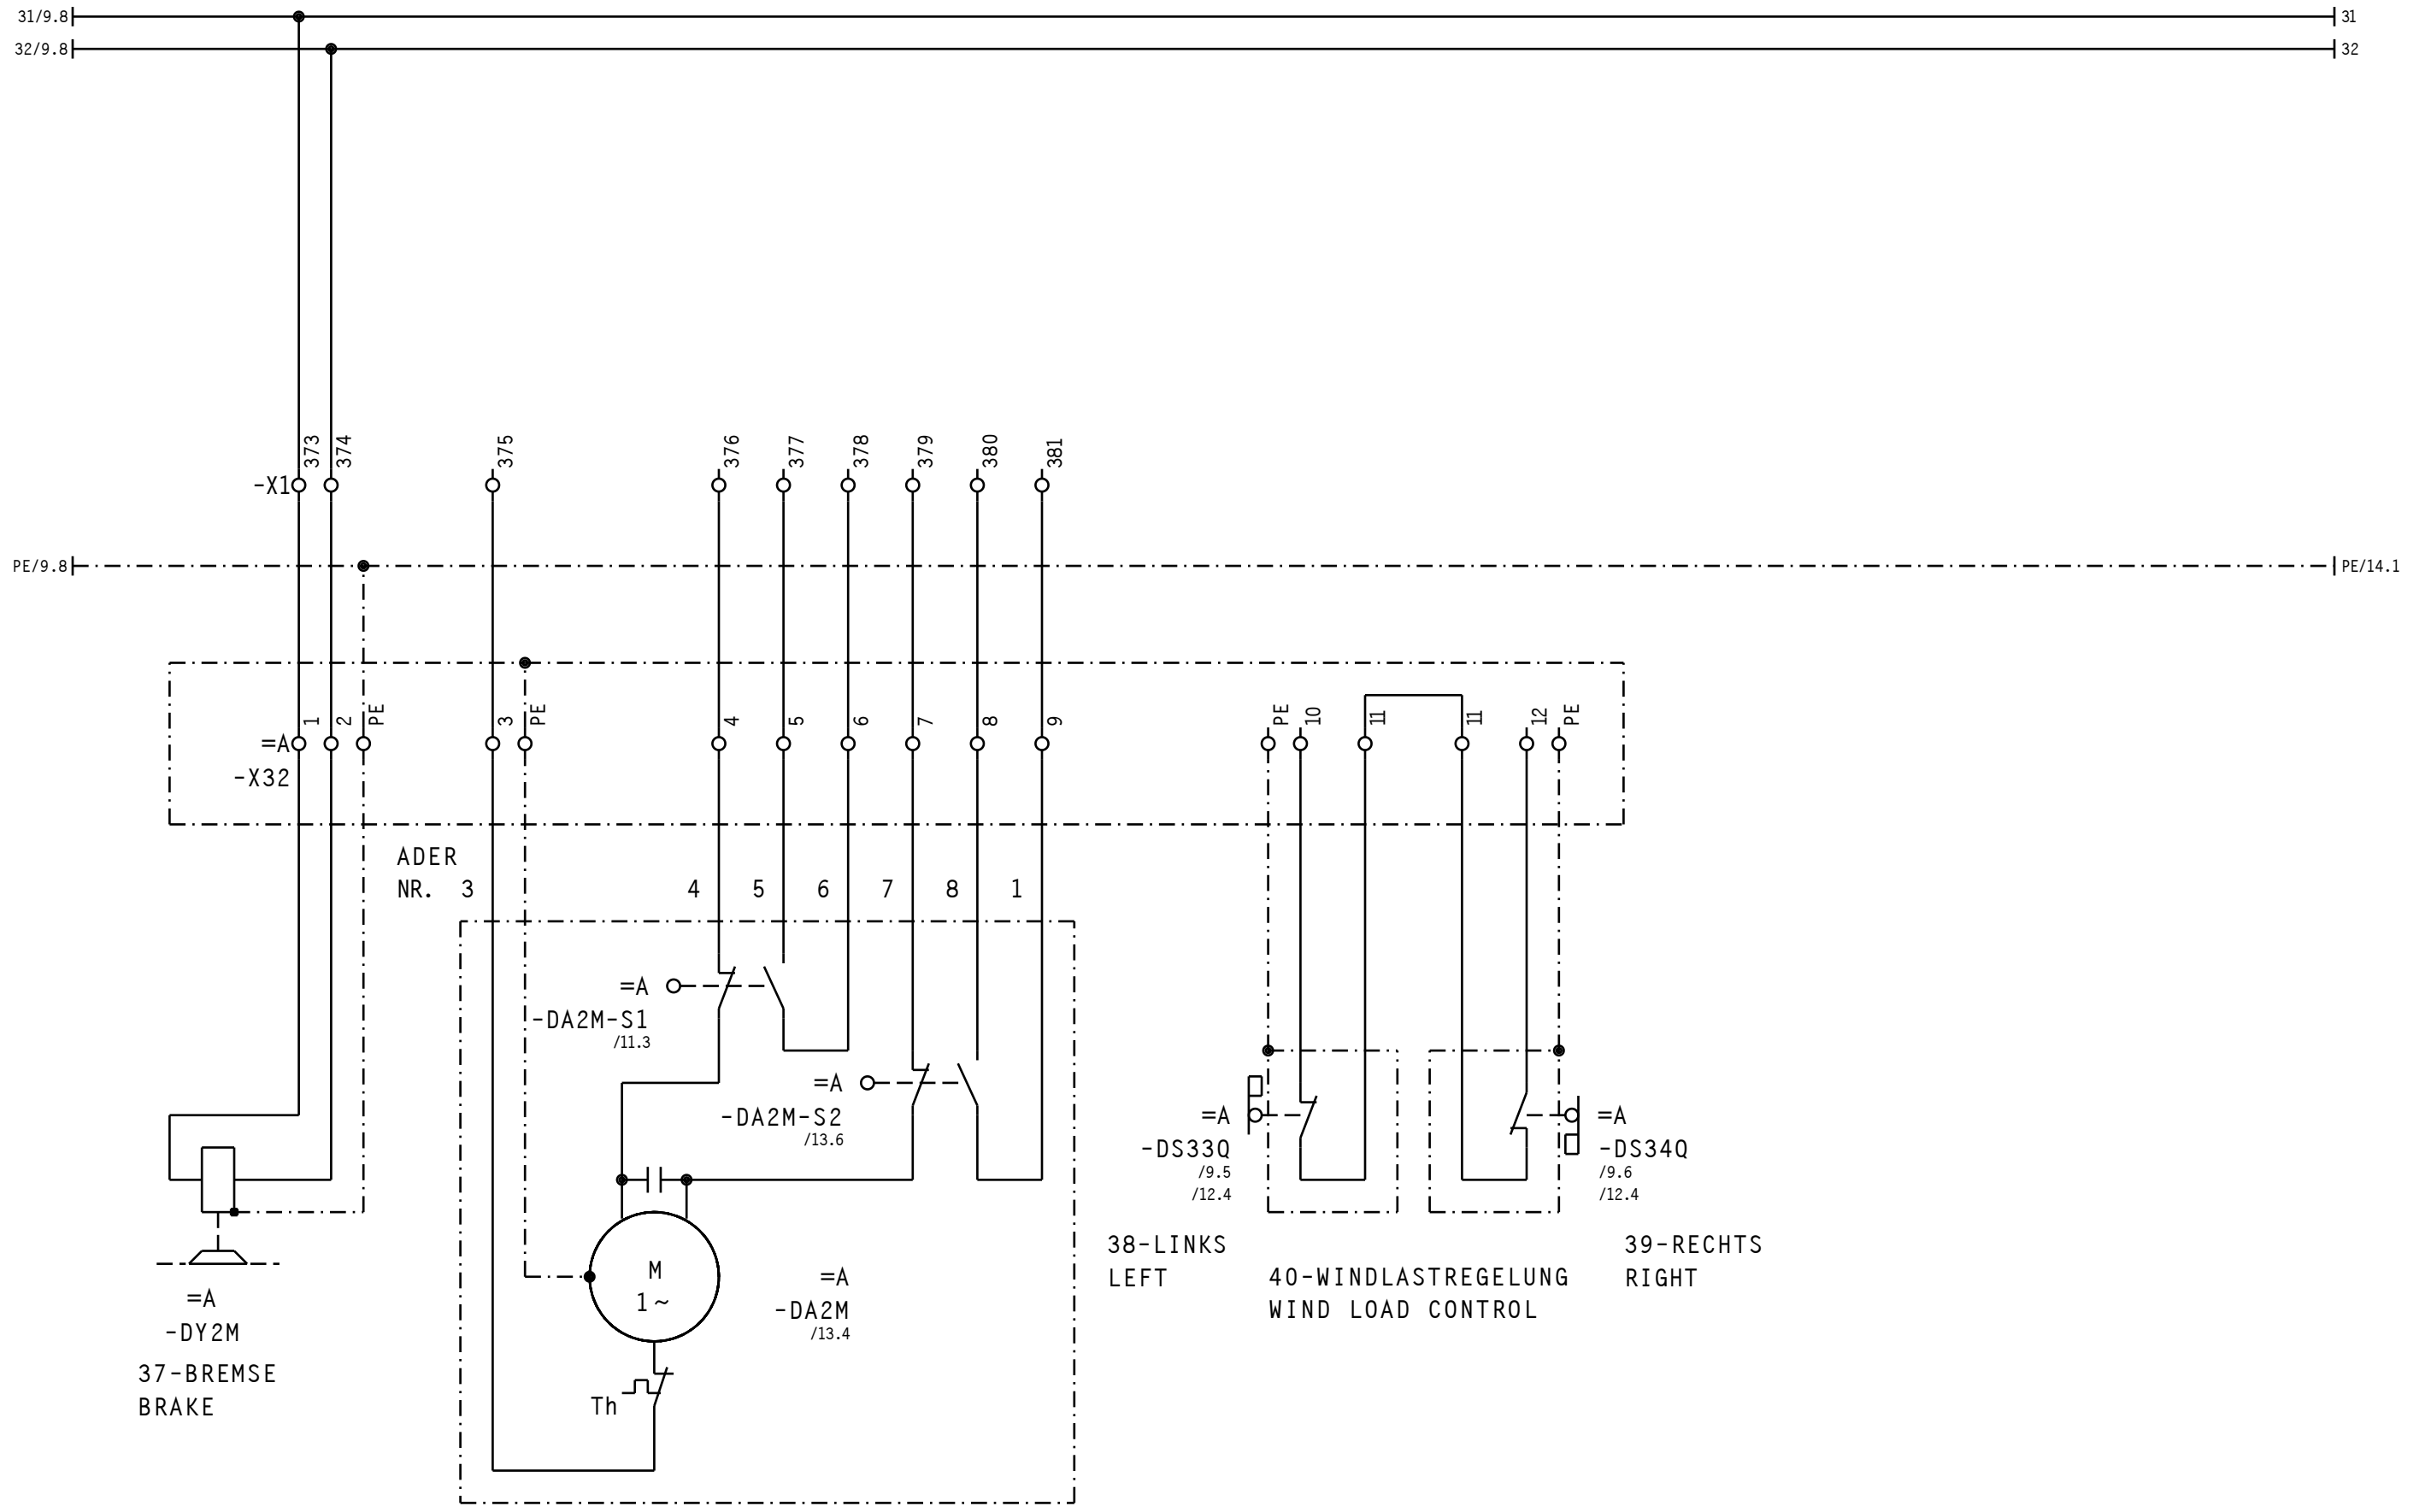 31/9.8
31
32/9.8
32
373
374
375
376
377
378
379
380
381
-X1
PE/9.8
PE/14.1
1
2
PE
3
PE
4
5
6
7
8
9
PE
10
11
11
12
PE
=A
-X32
ADER
NR. 3 4 5 6 7 8 1
=A
-DA2M-S1
/11.3
=A
-DA2M-S2
/13.6
=A
-DS33Q
/9.5
/12.4
=A
-DS34Q
/9.6
/12.4
38-LINKS
LEFT
39-RECHTS
RIGHT
40-WINDLASTREGELUNG
WIND LOAD CONTROL
M
1~
=A
-DA2M
/13.4
=A
-DY2M
37-BREMSE
BRAKE
Th